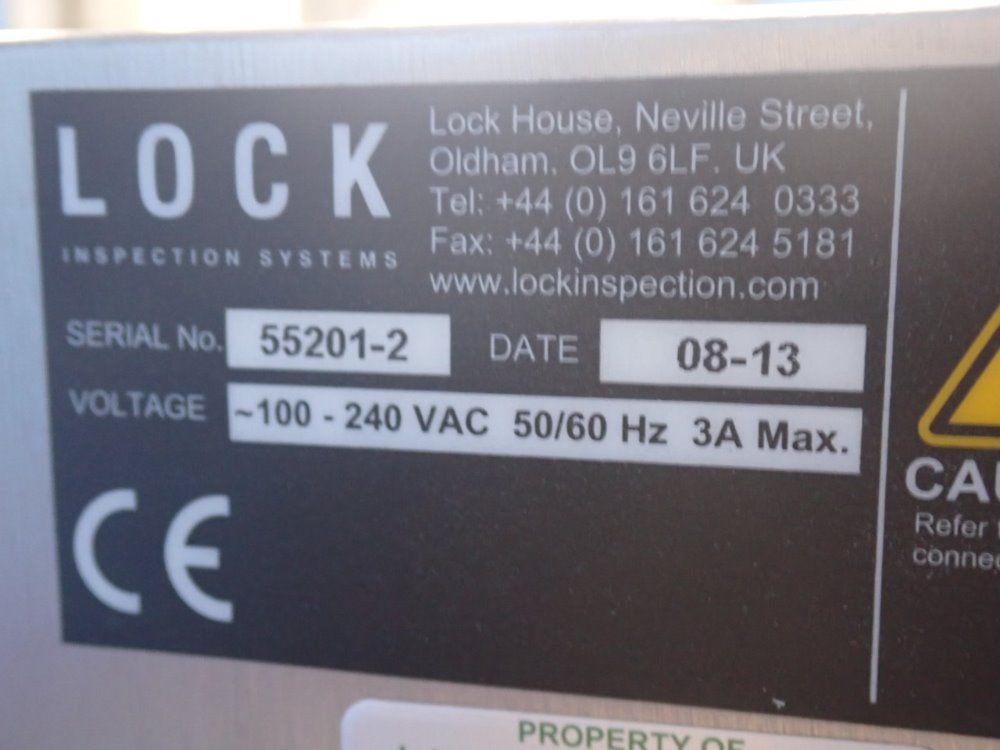 LOCK
INSPECTION SYSTEMS
Lock House, Neville Street,
Oldham. OL9 6LF. UK
Tel: +44 (0) 161 624 0333
Fax: +44 (0) 161 624 5181
www.lockinspection.com
SERIAL No. 55201-2 DATE 08-13
VOLTAGE ~100 - 240 VAC 50/60 Hz 3A Max.
CE
Refer
PROPERTY OF